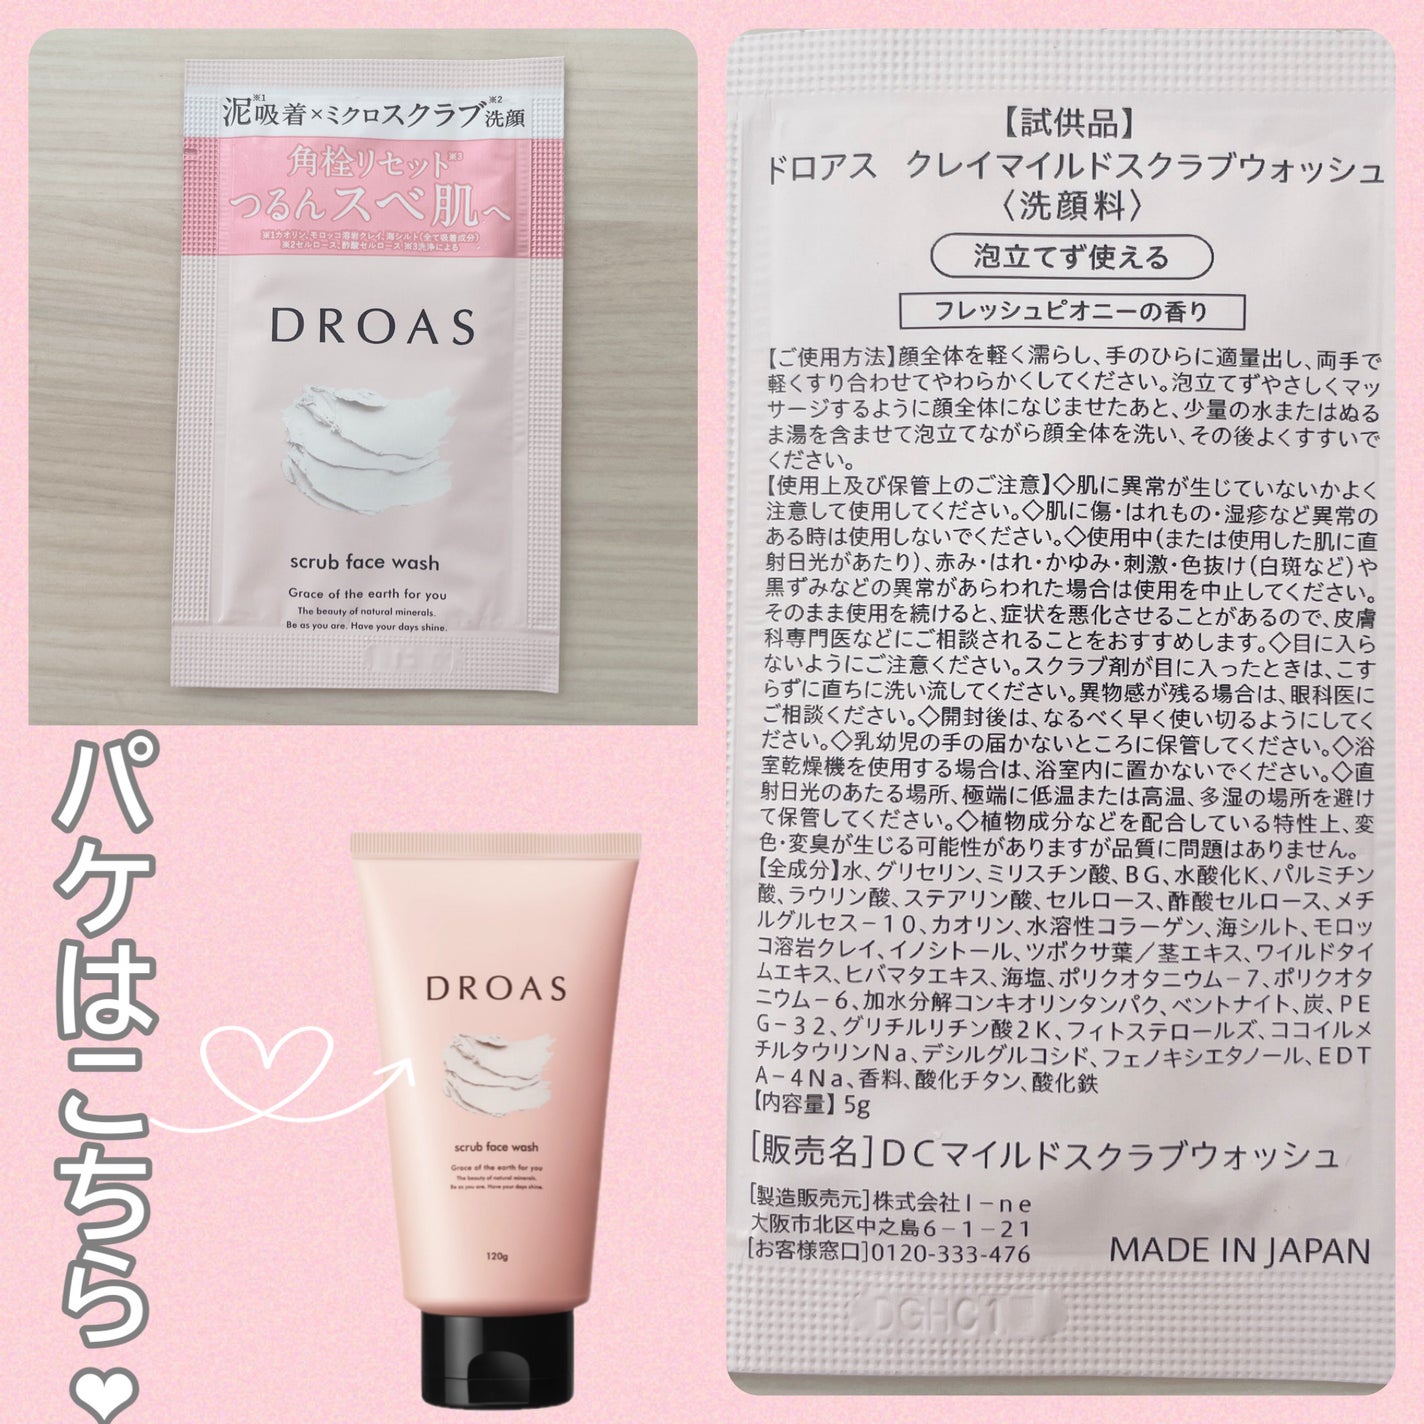 泥※1吸着×ミクロスクラブ※2洗顔
角栓リセット※3
つるんスベ肌へ
※1カオリン、モロッコ溶岩クレイ、海シルト(全て吸着成分)
※2セルロース、酢酸セルロース ※3洗浄による
DROAS
scrub face wash
Grace of the earth for you
The beauty of natural minerals.
Be as you are. Have your days shine.
パケはこちら❤
DROAS
scrub face wash
Grace of the earth for you
The beauty of natural minerals.
Be as you are. Have your days shine.
120g
【試供品】
ドロアス クレイマイルドスクラブウォッシュ
〈洗顔料〉
泡立てず使える
フレッシュピオニーの香り
【ご使用方法】顔全体を軽く濡らし、手のひらに適量出し、両手で
軽くすり合わせてやわらかくしてください。泡立てずやさしくマッ
サージするように顔全体になじませたあと、少量の水またはぬる
ま湯を含ませて泡立てながら顔全体を洗い、その後よくすすいで
ください。
【使用上及び保管上のご注意】◇肌に異常が生じていないかよく
注意して使用してください。◇肌に傷・はれもの・湿疹など異常の
ある時は使用しないでください。◇使用中(または使用した肌に直
射日光があたり)、赤み・はれ・かゆみ・刺激・色抜け(白斑など)や
黒ずみなどの異常があらわれた場合は使用を中止してください。
そのまま使用を続けると、症状を悪化させることがあるので、皮膚
科専門医などにご相談されることをおすすめします。◇目に入ら
ないようにご注意ください。スクラブ剤が目に入ったときは、こす
らずに直ちに洗い流してください。異物感が残る場合は、眼科医に
ご相談ください。◇開封後は、なるべく早く使い切るようにしてく
ださい。◇乳幼児の手の届かないところに保管してください。◇浴
室乾燥機を使用する場合は、浴室内に置かないでください。◇直
射日光のあたる場所、極端に低温または高温、多湿の場所を避け
て保管してください。◇植物成分などを配合している特性上、変
色・変臭が生じる可能性がありますが品質に問題はありません。
【全成分】水、グリセリン、ミリスチン酸、BG、水酸化K、パルミチン
酸、ラウリン酸、ステアリン酸、セルロース、酢酸セルロース、メチ
ルグルセス－10、カオリン、水溶性コラーゲン、海シルト、モロッ
コ溶岩クレイ、イノシトール、ツボクサ葉／茎エキス、ワイルドタイ
ムエキス、ヒバマタエキス、海塩、ポリクオタニウム－7、ポリクオタ
ニウム－6、加水分解コンキオリンタンパク、ベントナイト、炭、PE
G－32、グリチルリチン酸2K、フィトステロールズ、ココイルメ
チルタウリンNa、デシルグルコシド、フェノキシエタノール、EDT
A－4Na、香料、酸化チタン、酸化鉄
【内容量】5g
[販売名]DCマイルドスクラブウォッシュ
[製造販売元]株式会社I－ne
大阪市北区中之島6－1－21
[お客様窓口]0120-333-476
MADE IN JAPAN
DGHC1